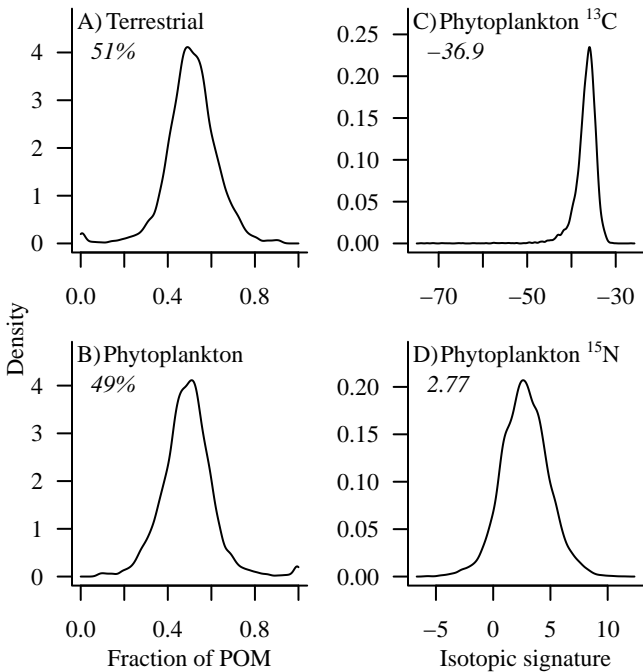 A) Terrestrial
51%
4
3
2
1
0
0.0 0.4 0.8
C) Phytoplankton ¹³C
−36.9
0.25
0.20
0.15
0.10
0.05
0.00
−70 −50 −30
Density
B) Phytoplankton
49%
4
3
2
1
0
0.0 0.4 0.8
Fraction of POM
D) Phytoplankton ¹⁵N
2.77
0.20
0.15
0.10
0.05
0.00
−5 0 5 10
Isotopic signature